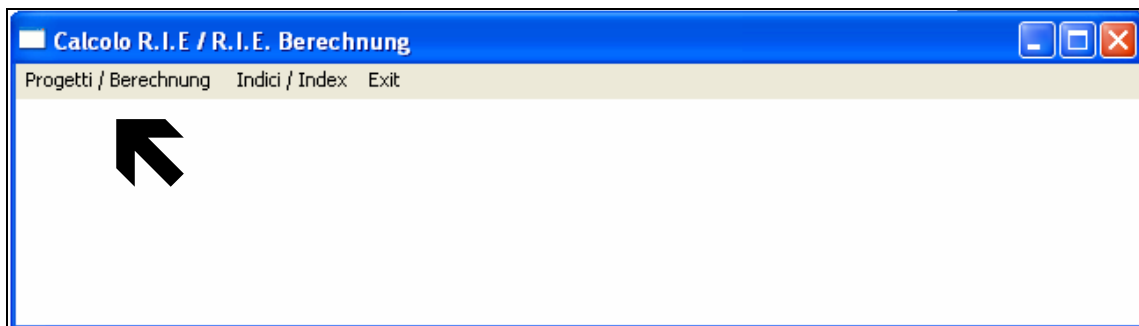 Calcolo R.I.E / R.I.E. Berechnung
Progetti / Berechnung Indici / Index Exit